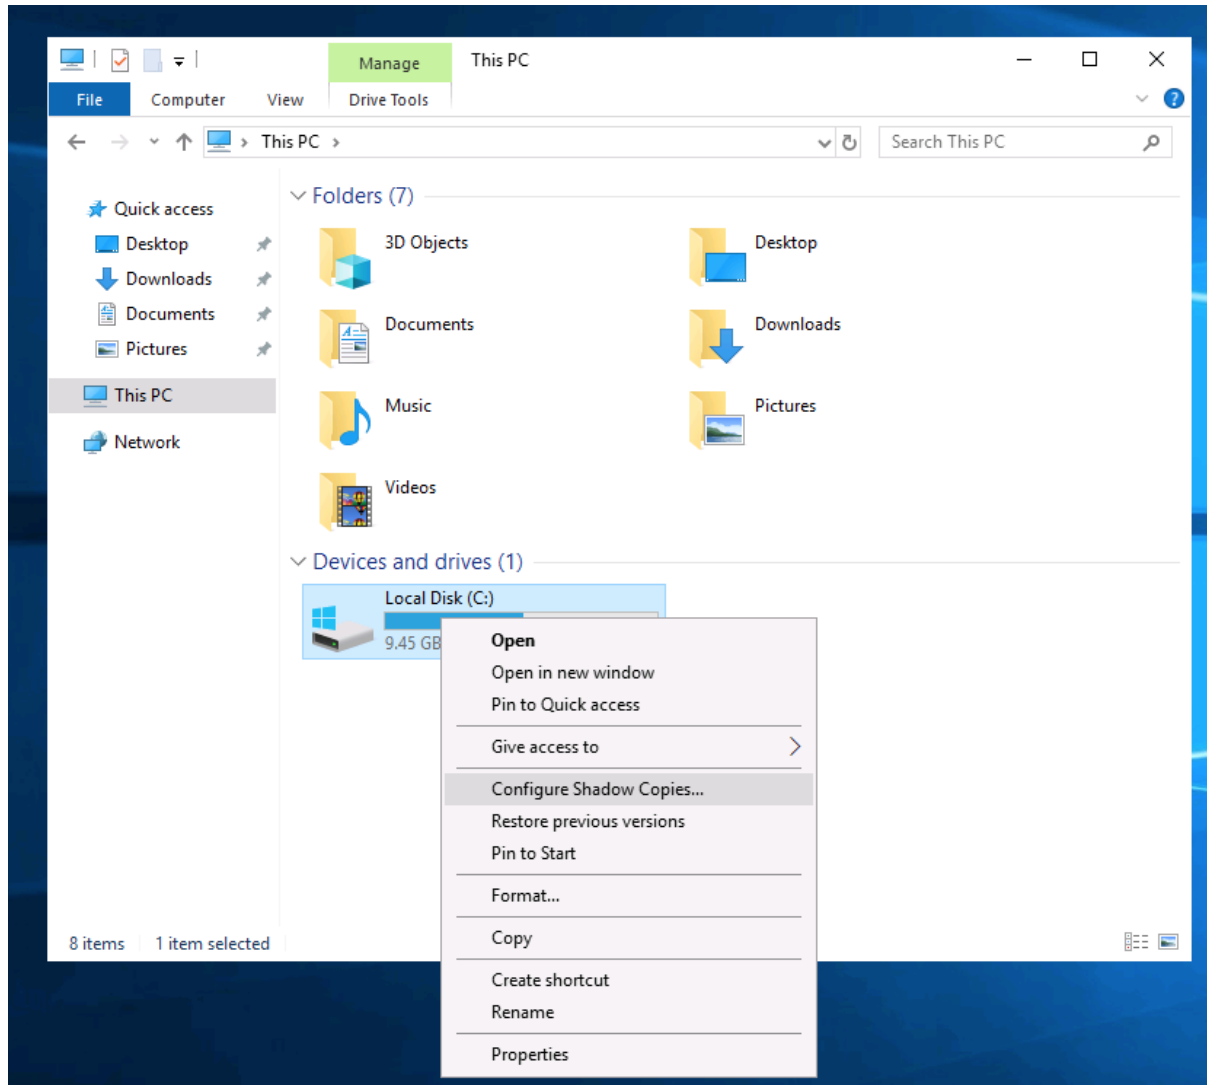 Manage
This PC
File
Computer
View
Drive Tools
This PC
Search This PC
Quick access
Desktop
Downloads
Documents
Pictures
This PC
Network
Folders (7)
3D Objects
Desktop
Documents
Downloads
Music
Pictures
Videos
Devices and drives (1)
Local Disk (C:)
9.45 GB
Open
Open in new window
Pin to Quick access
Give access to
Configure Shadow Copies...
Restore previous versions
Pin to Start
Format...
Copy
Create shortcut
Rename
Properties
8 items
1 item selected